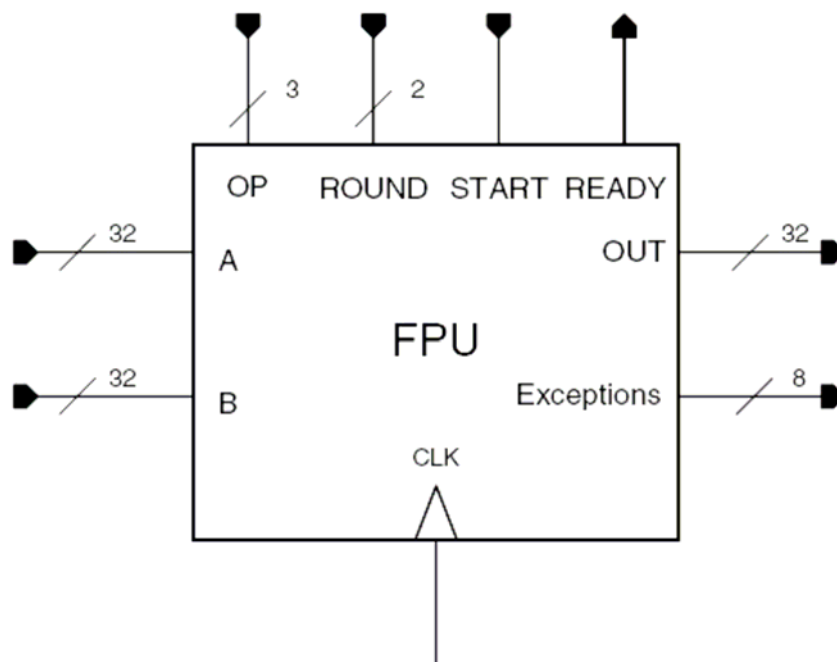 3 2
OP ROUND START READY
32 A OUT 32
FPU
32 B Exceptions 8
CLK